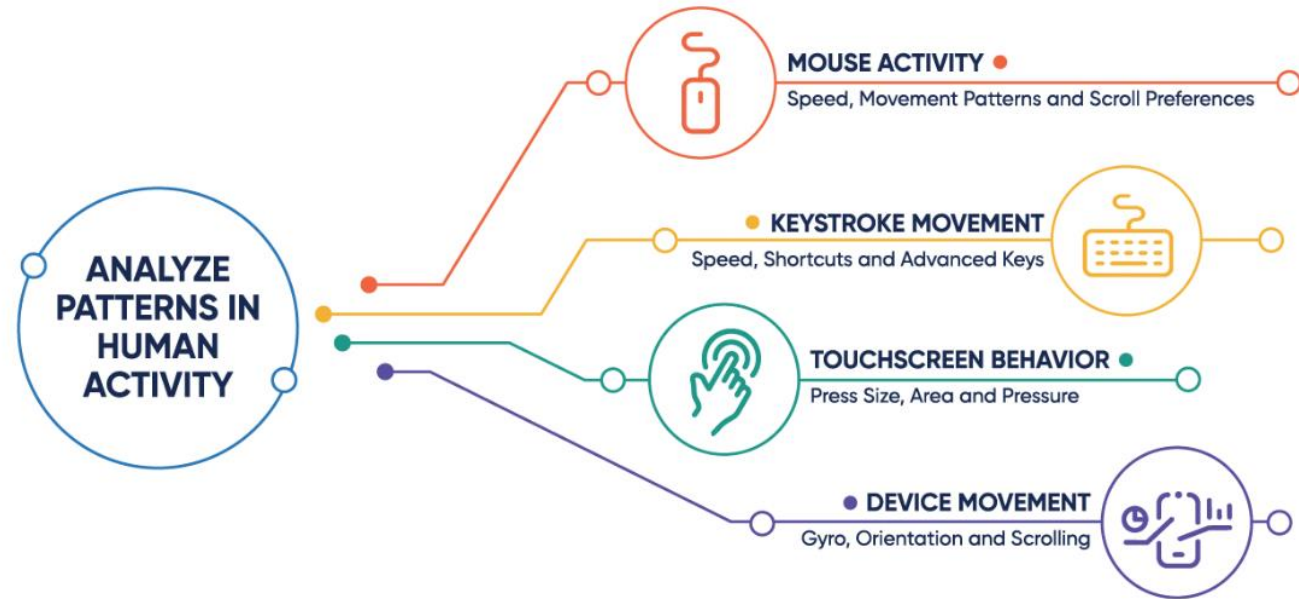 ANALYZE
PATTERNS IN
HUMAN
ACTIVITY
MOUSE ACTIVITY
Speed, Movement Patterns and Scroll Preferences
KEYSTROKE MOVEMENT
Speed, Shortcuts and Advanced Keys
TOUCHSCREEN BEHAVIOR
Press Size, Area and Pressure
DEVICE MOVEMENT
Gyro, Orientation and Scrolling